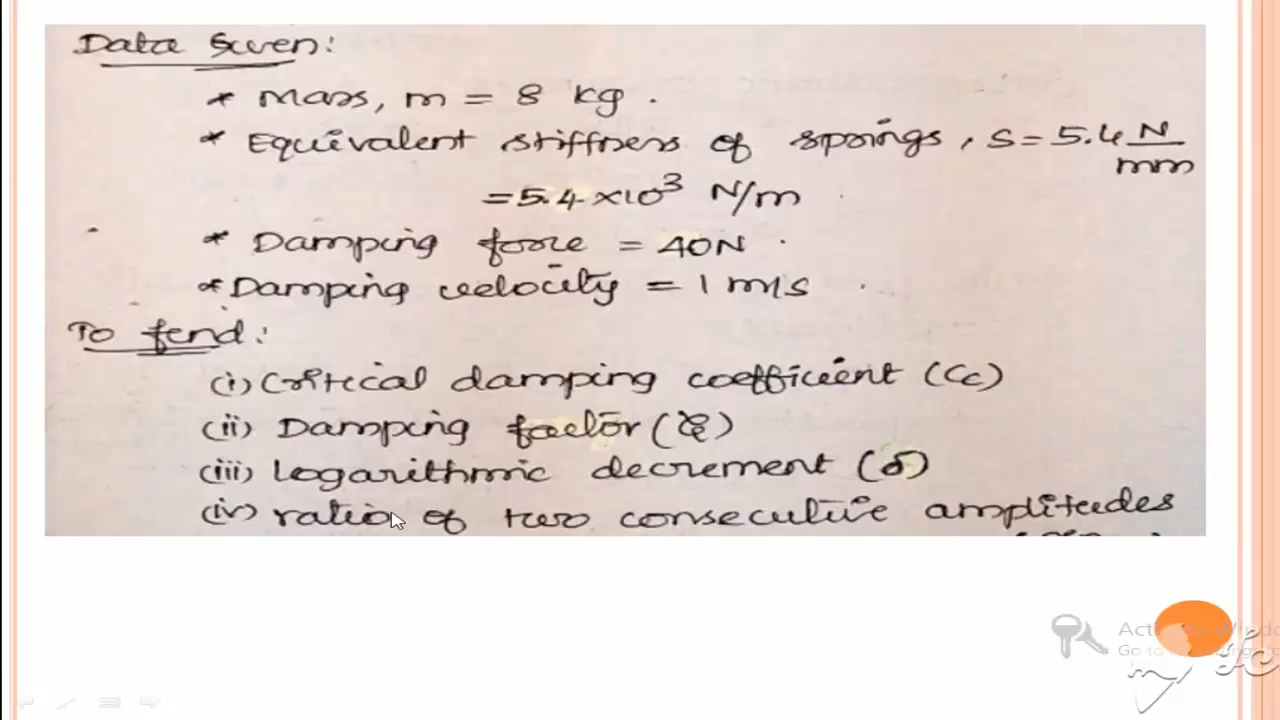 Data Given:
* Mass, m = 8 kg.
* Equivalent stiffness of springs, s = 5.4 N/mm
= 5.4 × 10³ N/m
* Damping force = 40N
* Damping velocity = 1 m/s
To find:
(i) Critical damping coefficient (Cc)
(ii) Damping factor (ξ)
(iii) Logarithmic decrement (δ)
(iv) ratio of two consecutive amplitudes